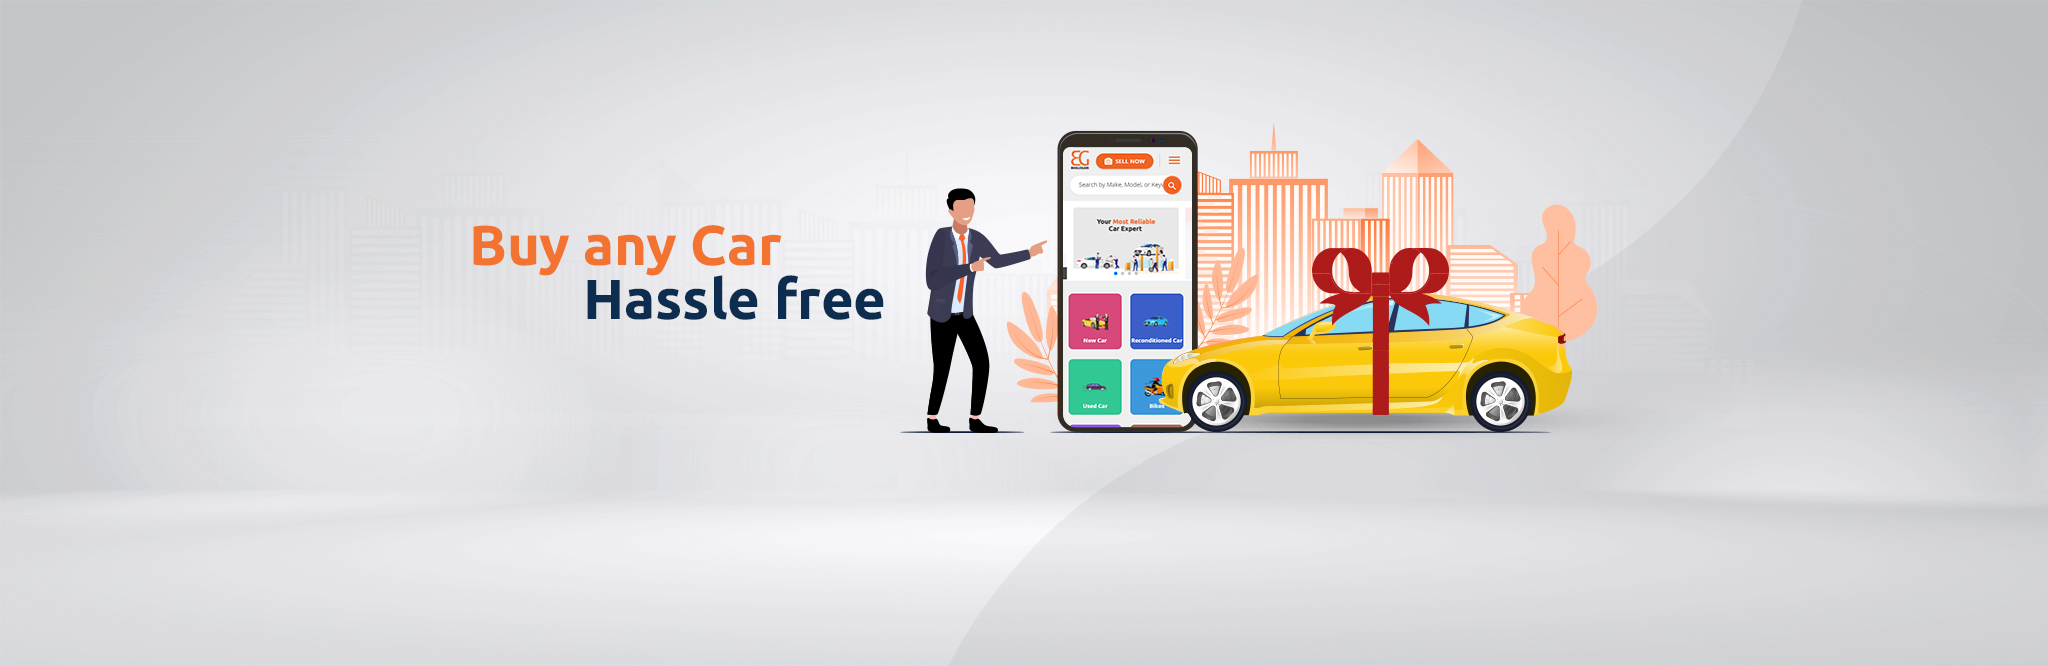 Buy any Car
Hassle free
BG
SELL NOW
Search by Make, Model, or Key
Your Most Reliable
Car Expert
New Car
Reconditioned Car
Used Car
Bikes